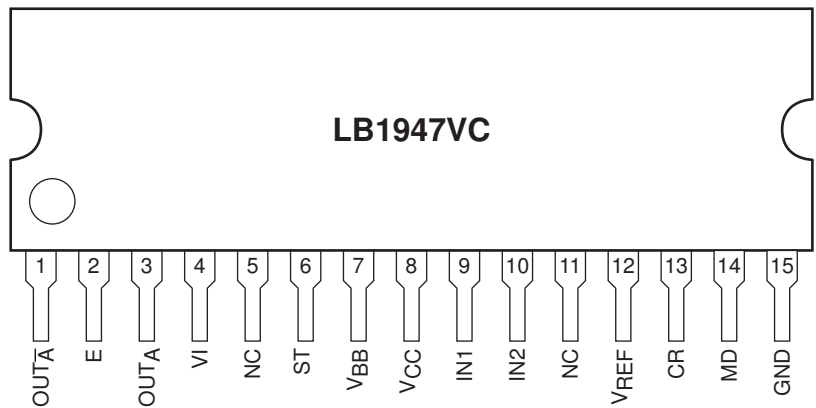 LB1947VC
1 2 3 4 5 6 7 8 9 10 11 12 13 14 15
OUTA̅
E
OUTA
VI
NC
ST
VBB
VCC
IN1
IN2
NC
VREF
CR
MD
GND